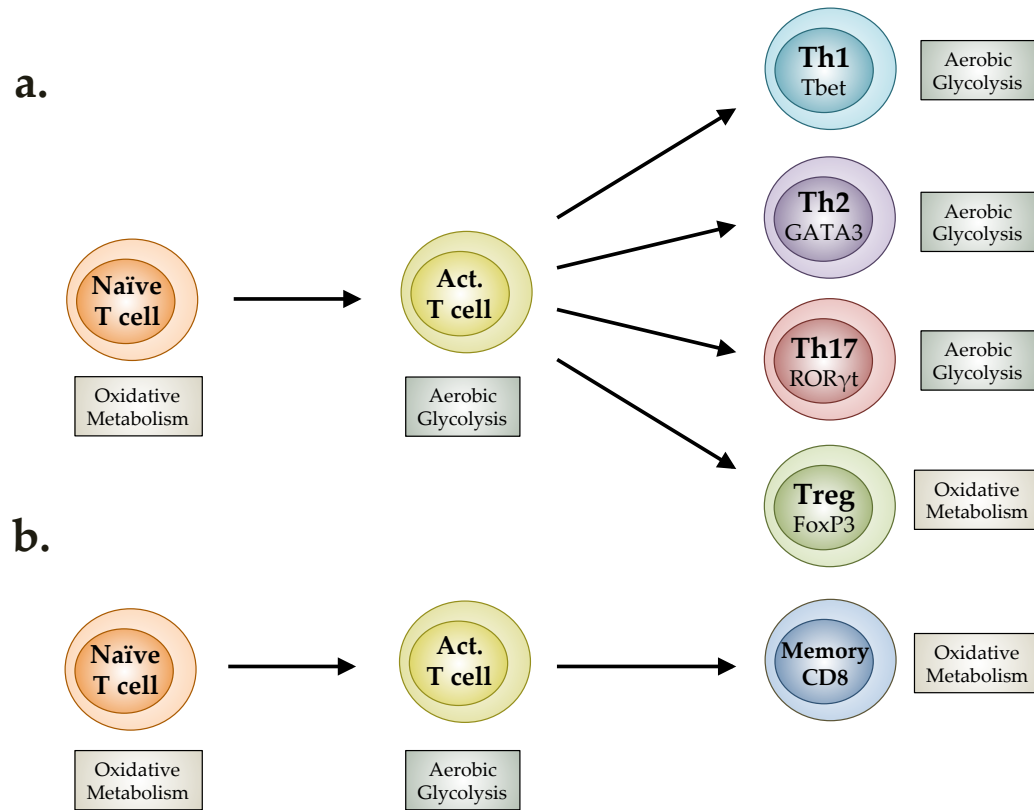 a.
Naïve
T cell
Oxidative
Metabolism
Act.
T cell
Aerobic
Glycolysis
Th1
Tbet
Aerobic
Glycolysis
Th2
GATA3
Aerobic
Glycolysis
Th17
RORγt
Aerobic
Glycolysis
Treg
FoxP3
Oxidative
Metabolism
b.
Naïve
T cell
Oxidative
Metabolism
Act.
T cell
Aerobic
Glycolysis
Memory
CD8
Oxidative
Metabolism